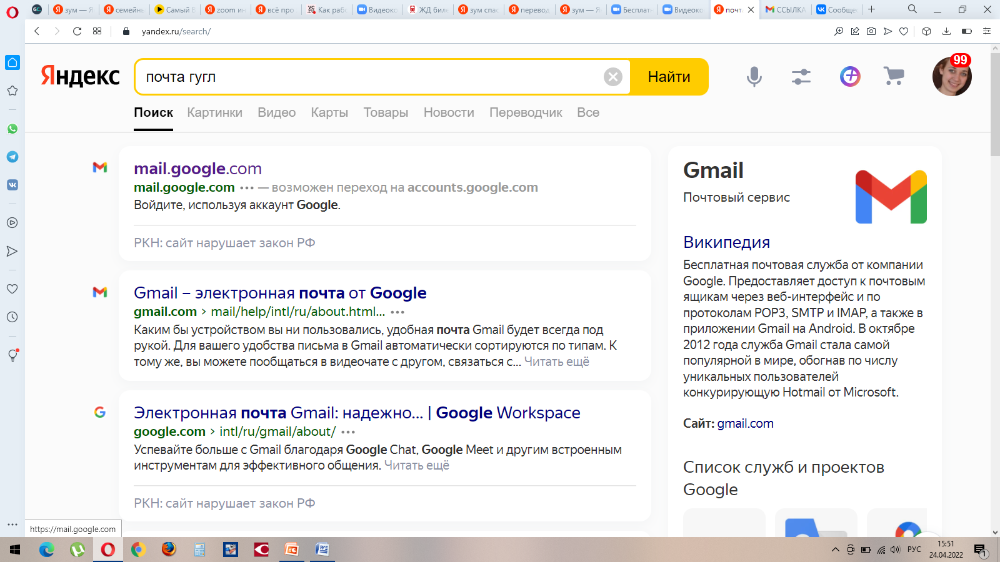 зум — Я
семейны
Самый В
zoom ин
всё про
Как рабо
Видеоко
ЖД биле
зум спас
перевод
зум — Я
Бесплатн
Видеоко
почта
ССЫЛКА
Сообщес
yandex.ru/search/
Яндекс
почта гугл
Найти
99
Поиск Картинки Видео Карты Товары Новости Переводчик Все
mail.google.com
mail.google.com ••• — возможен переход на accounts.google.com
Войдите, используя аккаунт Google.
РКН: сайт нарушает закон РФ
Gmail – электронная почта от Google
gmail.com › mail/help/intl/ru/about.html... •••
Каким бы устройством вы ни пользовались, удобная почта Gmail будет всегда под
рукой. Для вашего удобства письма в Gmail автоматически сортируются по типам. К
тому же, вы можете пообщаться в видеочате с другом, связаться с... Читать ещё
Электронная почта Gmail: надежно... | Google Workspace
google.com › intl/ru/gmail/about/ •••
Успевайте больше с Gmail благодаря Google Chat, Google Meet и другим встроенным
инструментам для эффективного общения. Читать ещё
РКН: сайт нарушает закон РФ
Gmail
Почтовый сервис
Википедия
Бесплатная почтовая служба от компании
Google. Предоставляет доступ к почтовым
ящикам через веб-интерфейс и по
протоколам POP3, SMTP и IMAP, а также в
приложении Gmail на Android. В октябре
2012 года служба Gmail стала самой
популярной в мире, обогнав по числу
уникальных пользователей
конкурирующую Hotmail от Microsoft.
Сайт: gmail.com
Список служб и проектов
Google
https://mail.google.com
РУС
15:51
24.04.2022
1